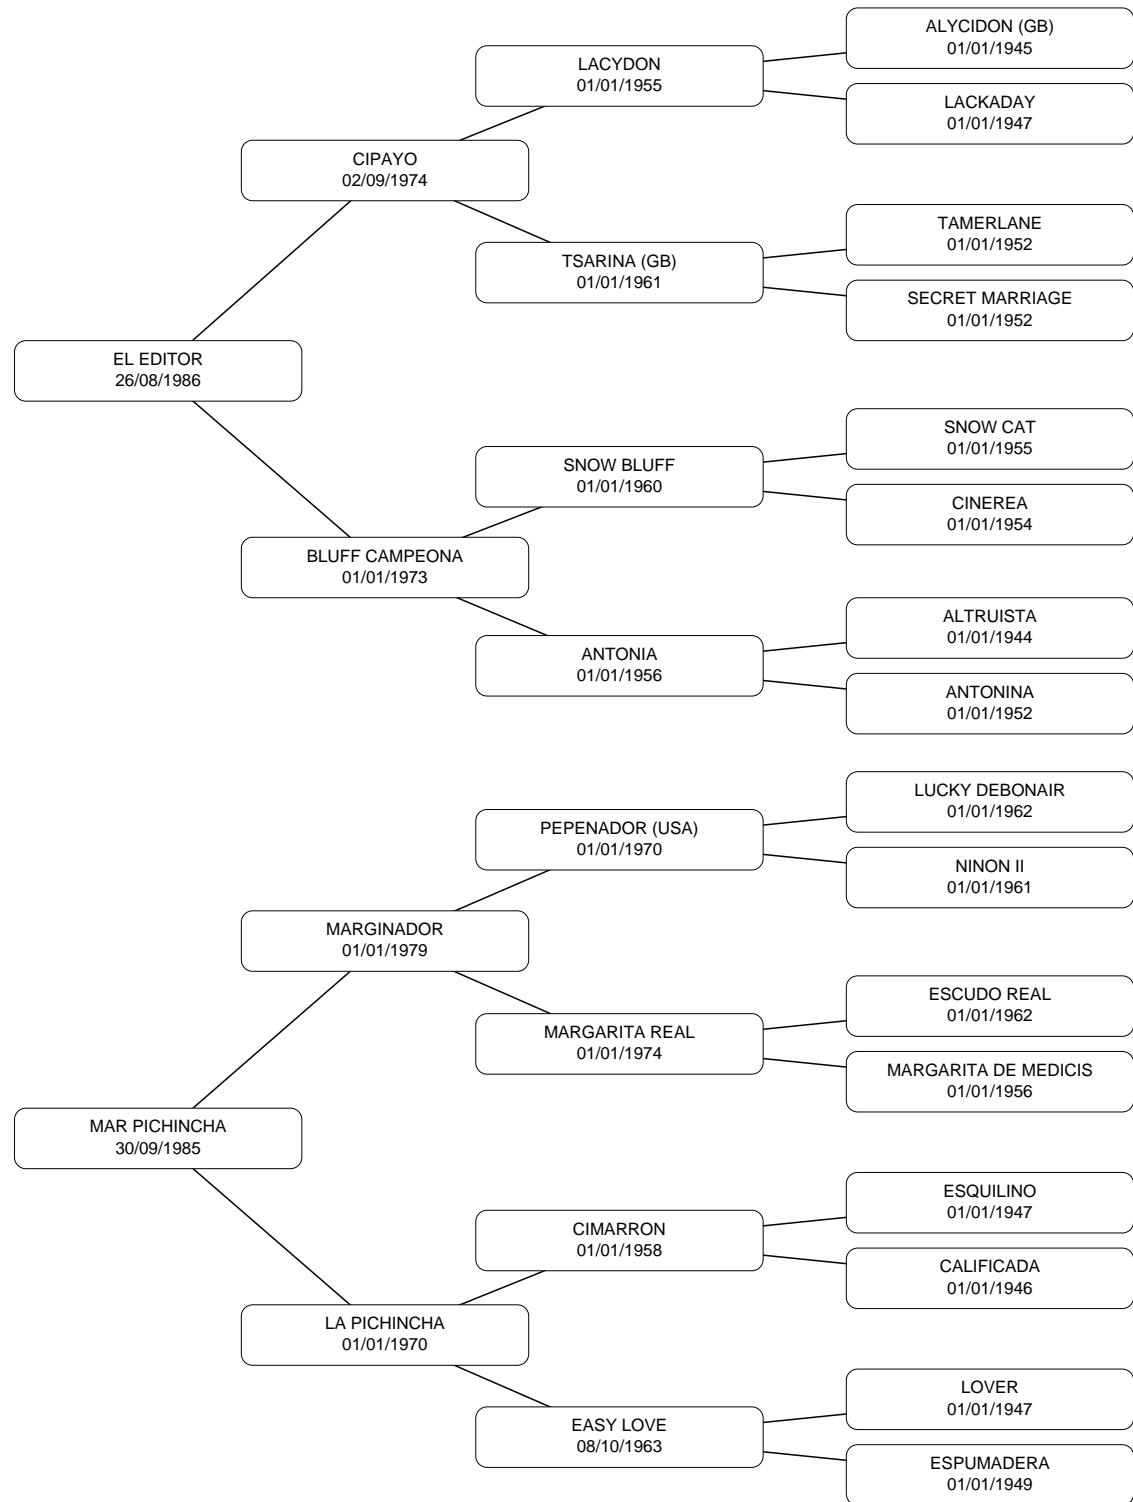 ALYCIDON (GB)
01/01/1945
LACYDON
01/01/1955
LACKADAY
01/01/1947
CIPAYO
02/09/1974
TAMERLANE
01/01/1952
TSARINA (GB)
01/01/1961
SECRET MARRIAGE
01/01/1952
EL EDITOR
26/08/1986
SNOW CAT
01/01/1955
SNOW BLUFF
01/01/1960
CINEREA
01/01/1954
BLUFF CAMPEONA
01/01/1973
ALTRUISTA
01/01/1944
ANTONIA
01/01/1956
ANTONINA
01/01/1952
LUCKY DEBONAIR
01/01/1962
PEPENADOR (USA)
01/01/1970
NINON II
01/01/1961
MARGINADOR
01/01/1979
ESCUDO REAL
01/01/1962
MARGARITA REAL
01/01/1974
MARGARITA DE MEDICIS
01/01/1956
MAR PICHINCHA
30/09/1985
ESQUILINO
01/01/1947
CIMARRON
01/01/1958
CALIFICADA
01/01/1946
LA PICHINCHA
01/01/1970
LOVER
01/01/1947
EASY LOVE
08/10/1963
ESPUMADERA
01/01/1949